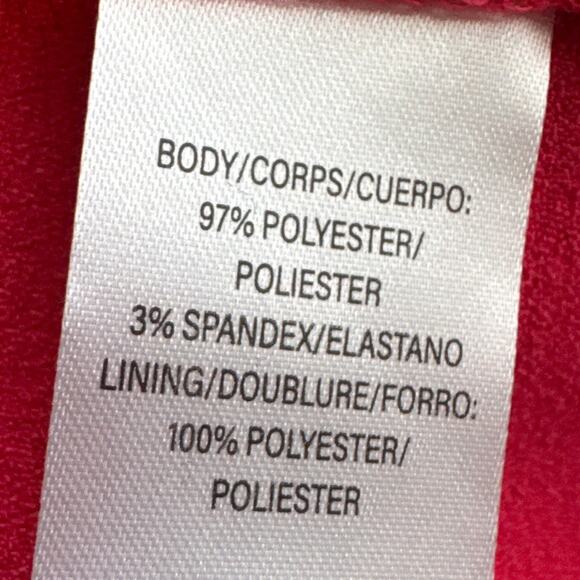 BODY/CORPS/CUERPO:
97% POLYESTER/
POLIESTER
3% SPANDEX/ELASTANO
LINING/DOUBLURE/FORRO:
100% POLYESTER/
POLIESTER